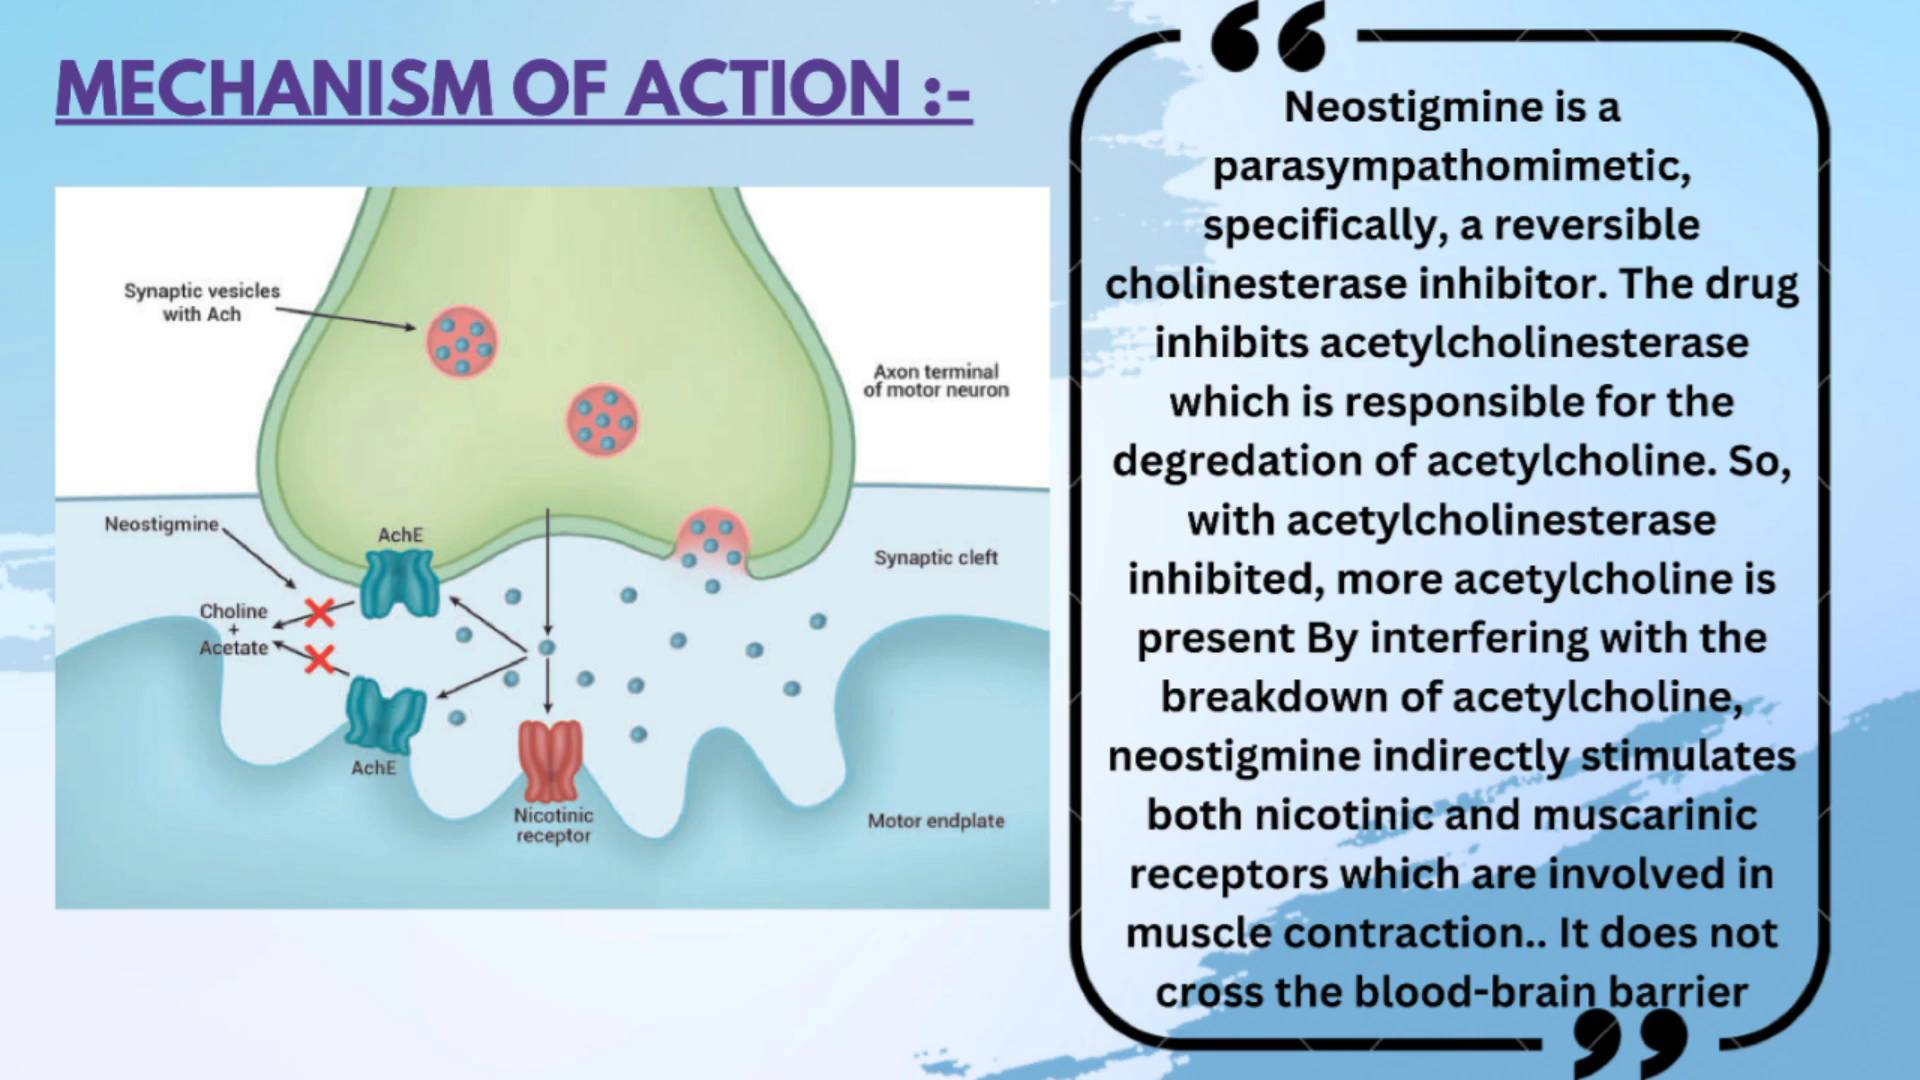 MECHANISM OF ACTION :-
Synaptic vesicles
with Ach
Axon terminal
of motor neuron
Neostigmine
AchE
Synaptic cleft
Choline
+
Acetate
AchE
Nicotinic
receptor
Motor endplate
Neostigmine is a
parasympathomimetic,
specifically, a reversible
cholinesterase inhibitor. The drug
inhibits acetylcholinesterase
which is responsible for the
degredation of acetylcholine. So,
with acetylcholinesterase
inhibited, more acetylcholine is
present By interfering with the
breakdown of acetylcholine,
neostigmine indirectly stimulates
both nicotinic and muscarinic
receptors which are involved in
muscle contraction.. It does not
cross the blood-brain barrier